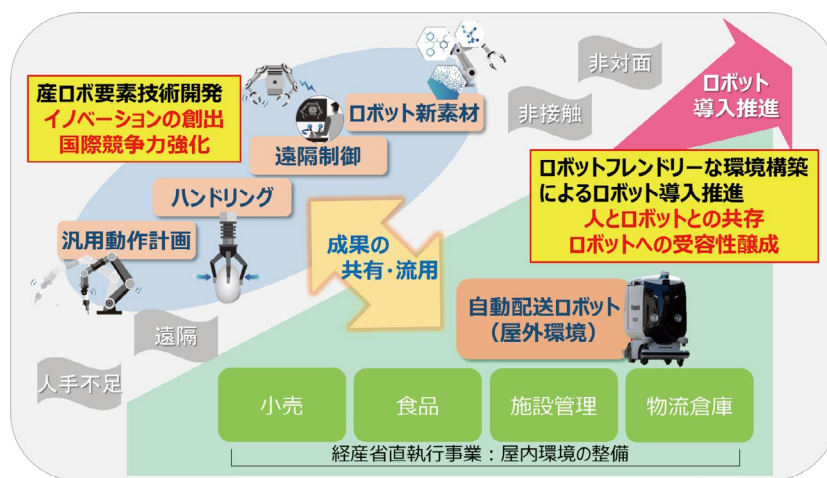 非対面
ロボット
導入推進
非接触
産ロボ要素技術開発
イノベーションの創出
国際競争力強化
ロボット新素材
遠隔制御
ハンドリング
汎用動作計画
ロボットフレンドリーな環境構築
によるロボット導入推進
人とロボットとの共存
ロボットへの受容性醸成
成果の
共有・流用
自動配送ロボット
(屋外環境)
遠隔
人手不足
小売
食品
施設管理
物流倉庫
経産省直執行事業:屋内環境の整備